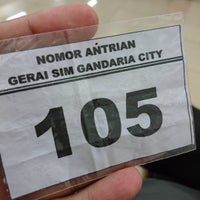 NOMOR ANTRIAN
GERAI SIM GANDARIA CITY
105